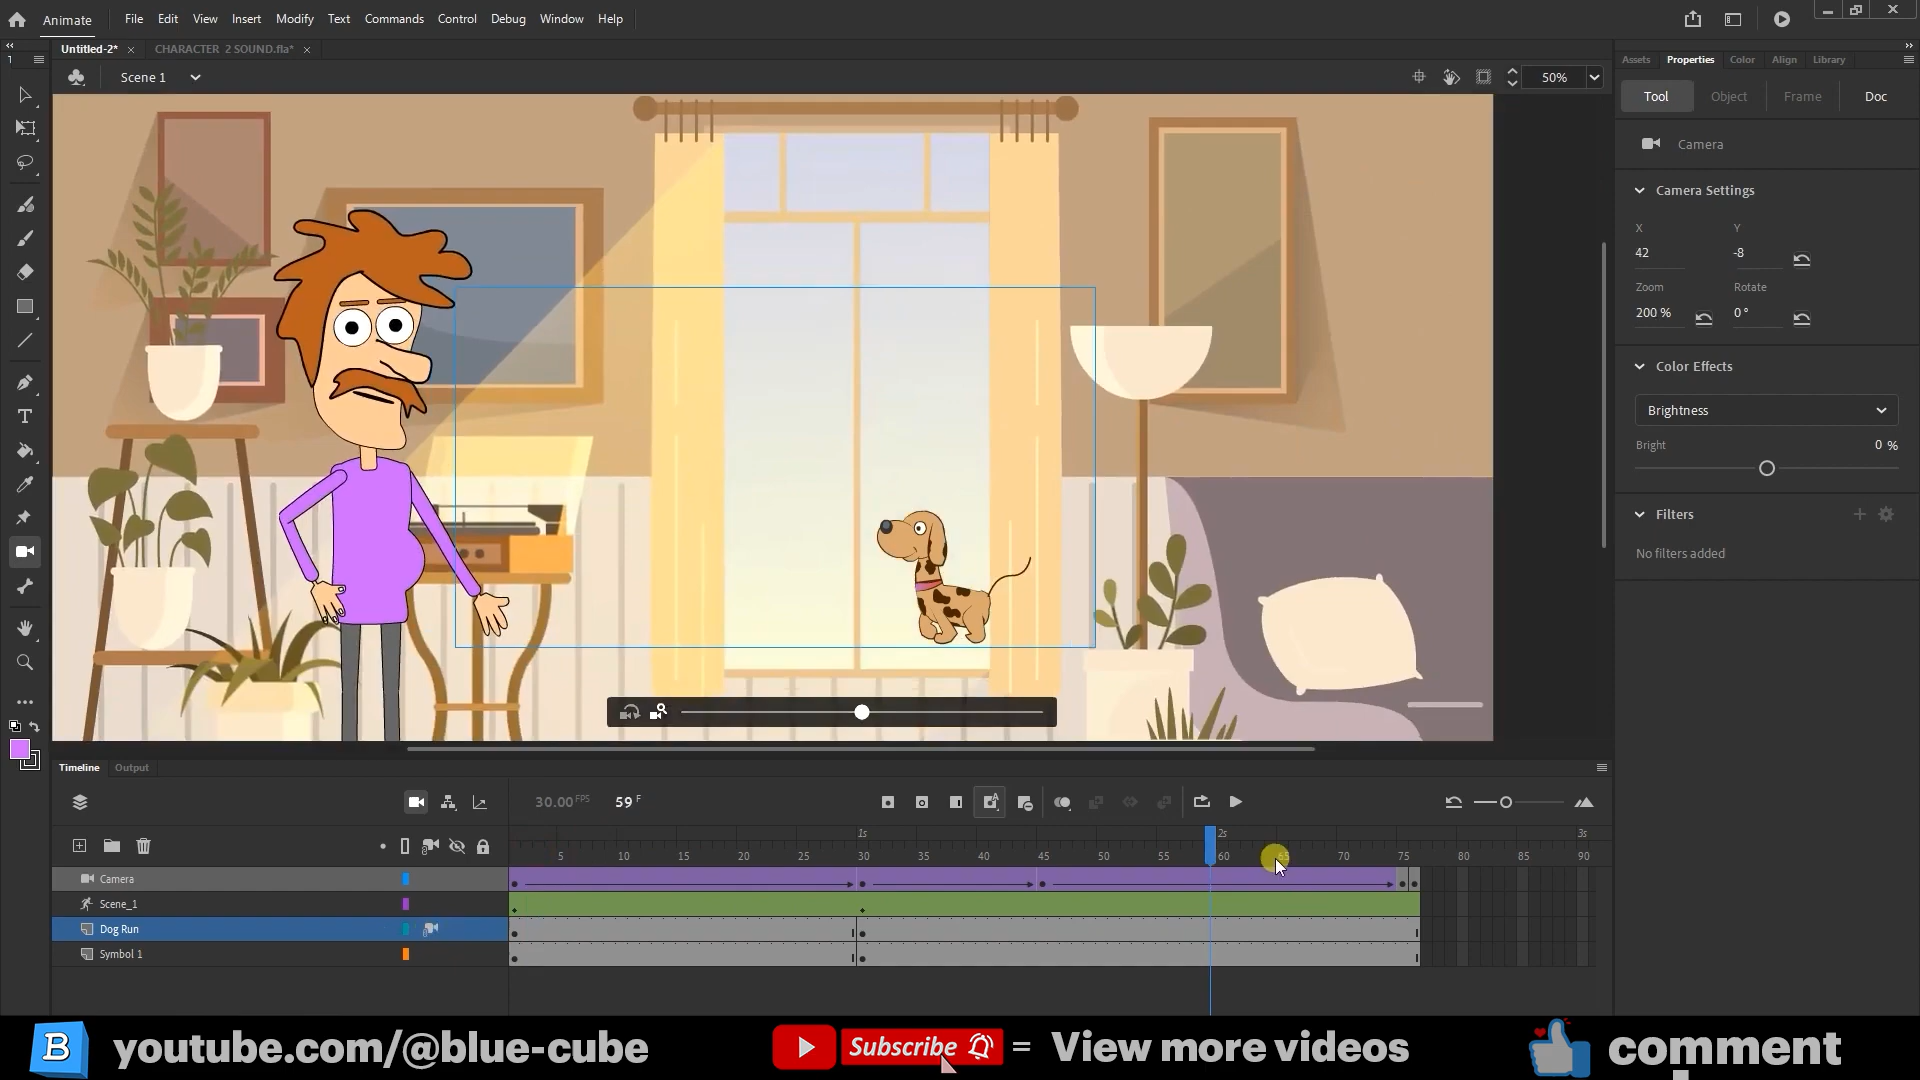 Animate File Edit View Insert Modify Text Commands Control Debug Window Help
Untitled-2* × CHARACTER 2 SOUND.fla* ×
Scene 1 50%
Assets Properties Color Align Library
Tool Object Frame Doc
Camera
Camera Settings
X Y
42 -8
Zoom Rotate
200 % 0°
Color Effects
Brightness
Bright 0 %
Filters
No filters added
Timeline Output
30.00 FPS 59 F
1s 2s 3s
5 10 15 20 25 30 35 40 45 50 55 60 65 70 75 80 85 90
Camera
Scene_1
Dog Run
Symbol 1
B youtube.com/@blue-cube Subscribe = View more videos comment